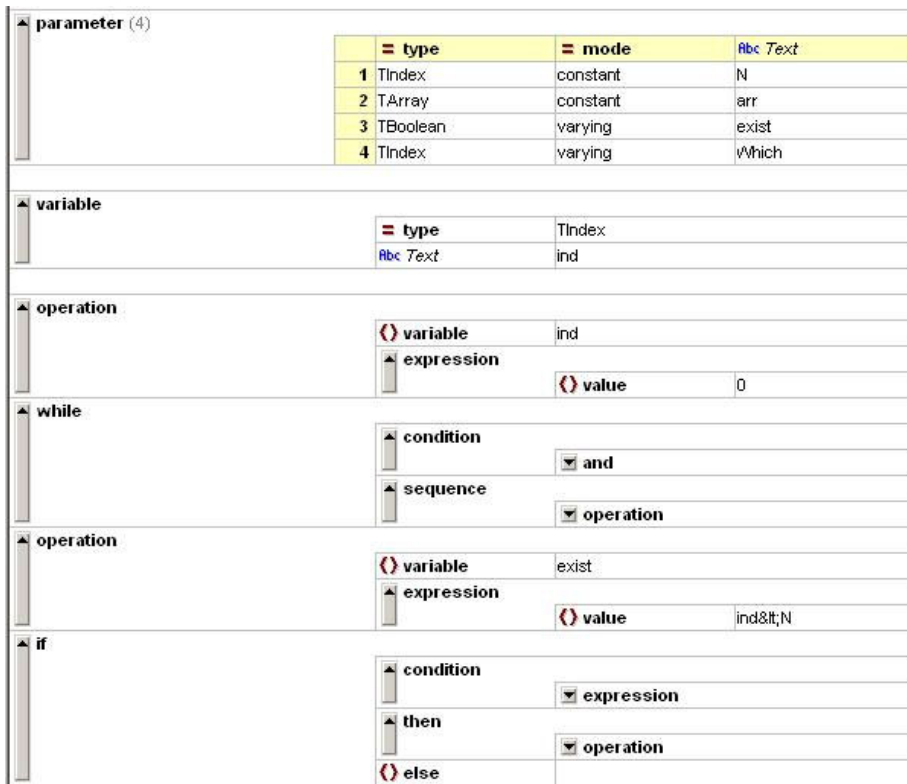 parameter (4)
= type = mode Abc Text
1 TIndex constant N
2 TArray constant arr
3 TBoolean varying exist
4 TIndex varying Which
variable
= type TIndex
Abc Text ind
operation
() variable ind
expression
() value 0
while
condition
and
sequence
operation
operation
() variable exist
expression
() value ind&lt;N
if
condition
expression
then
operation
() else